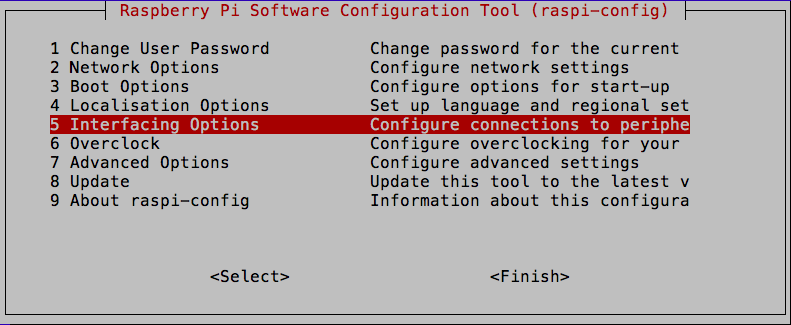 Raspberry Pi Software Configuration Tool (raspi-config)
1 Change User Password Change password for the current
2 Network Options Configure network settings
3 Boot Options Configure options for start-up
4 Localisation Options Set up language and regional set
5 Interfacing Options Configure connections to periphe
6 Overclock Configure overclocking for your
7 Advanced Options Configure advanced settings
8 Update Update this tool to the latest v
9 About raspi-config Information about this configura
<Select> <Finish>